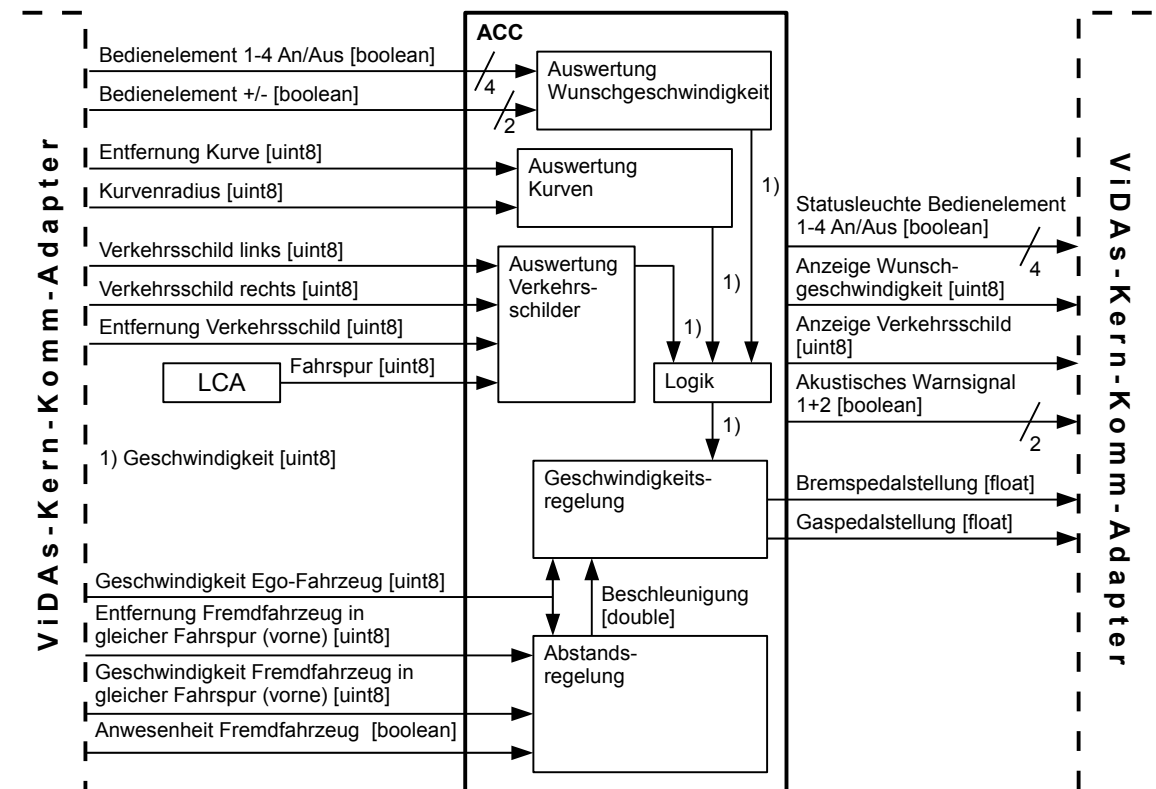 ACC
Bedienelement 1-4 An/Aus [boolean]
4
Auswertung
Wunschgeschwindigkeit
Bedienelement +/- [boolean]
2
Entfernung Kurve [uint8]
Auswertung
Kurven
Kurvenradius [uint8]
1)
Verkehrsschild links [uint8]
Auswertung
Verkehrs-
schilder
Verkehrsschild rechts [uint8]
Entfernung Verkehrsschild [uint8]
LCA
Fahrspur [uint8]
1)
1)
Logik
1)
1) Geschwindigkeit [uint8]
Geschwindigkeits-
regelung
Geschwindigkeit Ego-Fahrzeug [uint8]
Beschleunigung
[double]
Entfernung Fremdfahrzeug in
gleicher Fahrspur (vorne) [uint8]
Abstands-
regelung
Geschwindigkeit Fremdfahrzeug in
gleicher Fahrspur (vorne) [uint8]
Anwesenheit Fremdfahrzeug [boolean]
Statusleuchte Bedienelement
1-4 An/Aus [boolean]
4
Anzeige Wunsch-
geschwindigkeit [uint8]
Anzeige Verkehrsschild
[uint8]
Akustisches Warnsignal
1+2 [boolean]
2
Bremspedalstellung [float]
Gaspedalstellung [float]
ViDAs-Kern-Komm-Adapter
ViDAs-Kern-Komm-Adapter